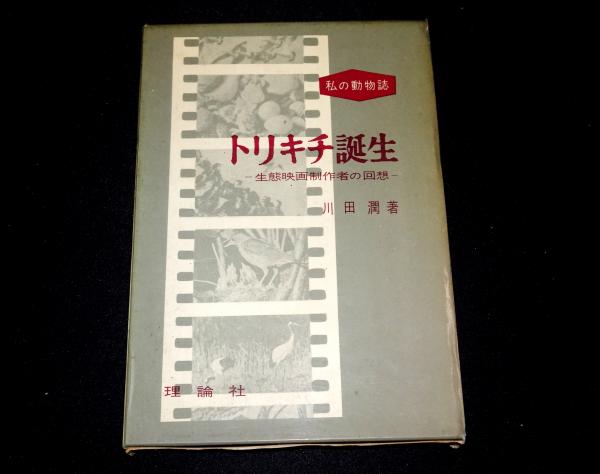 私の動物誌
トリキチ誕生
－生態映画制作者の回想－
川田潤著
理論社